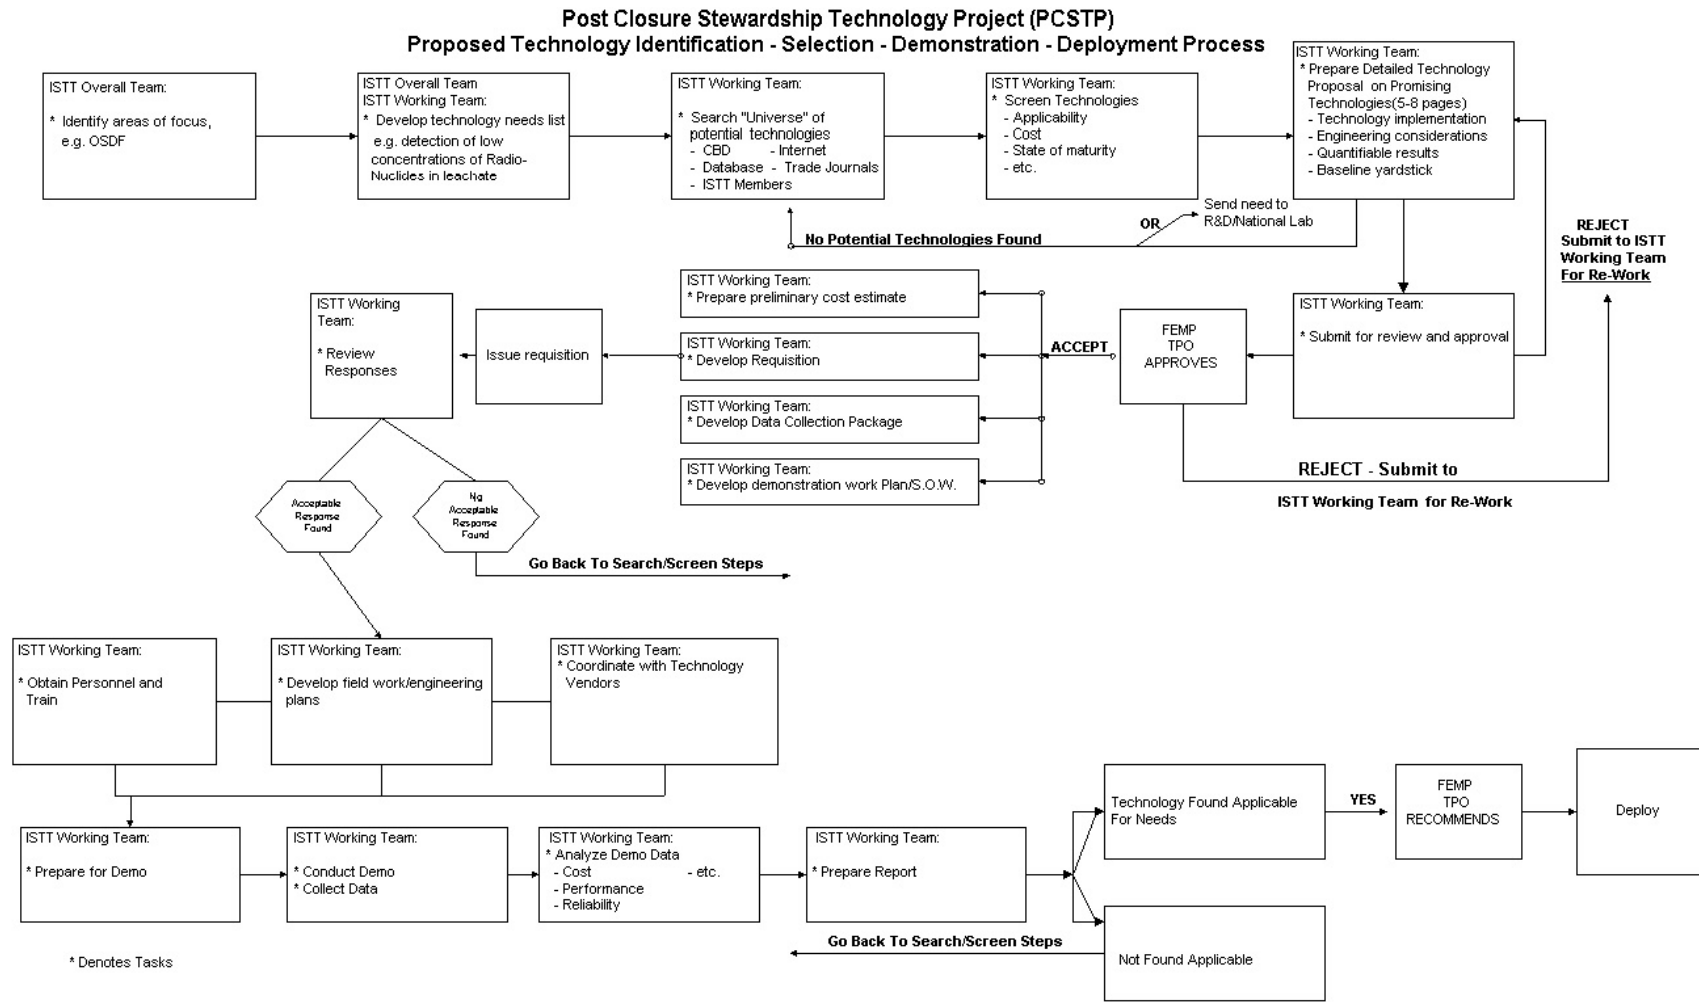 Post Closure Stewardship Technology Project (PCSTP)
Proposed Technology Identification - Selection - Demonstration - Deployment Process
ISTT Overall Team:
* Identify areas of focus,
e.g. OSDF
ISTT Overall Team
ISTT Working Team:
* Develop technology needs list
e.g. detection of low
concentrations of Radio-
Nuclides in leachate
ISTT Working Team:
* Search "Universe" of
potential technologies
- CBD - Internet
- Database - Trade Journals
- ISTT Members
ISTT Working Team:
* Screen Technologies
- Applicability
- Cost
- State of maturity
- etc.
ISTT Working Team:
* Prepare Detailed Technology
Proposal on Promising
Technologies(5-8 pages)
- Technology implementation
- Engineering considerations
- Quantifiable results
- Baseline yardstick
No Potential Technologies Found
OR
Send need to
R&D/National Lab
REJECT
Submit to ISTT
Working Team
For Re-Work
ISTT Working Team:
* Submit for review and approval
FEMP
TPO
APPROVES
ACCEPT
REJECT - Submit to
ISTT Working Team for Re-Work
ISTT Working Team:
* Prepare preliminary cost estimate
ISTT Working Team:
* Develop Requisition
ISTT Working Team:
* Develop Data Collection Package
ISTT Working Team:
* Develop demonstration work Plan/S.O.W.
Issue requisition
ISTT Working
Team:
* Review
Responses
Acceptable
Response
Found
No
Acceptable
Response
Found
Go Back To Search/Screen Steps
ISTT Working Team:
* Obtain Personnel and
Train
ISTT Working Team:
* Develop field work/engineering
plans
ISTT Working Team:
* Coordinate with Technology
Vendors
ISTT Working Team:
* Prepare for Demo
ISTT Working Team:
* Conduct Demo
* Collect Data
ISTT Working Team:
* Analyze Demo Data
- Cost - etc.
- Performance
- Reliability
ISTT Working Team:
* Prepare Report
Technology Found Applicable
For Needs
YES
FEMP
TPO
RECOMMENDS
Deploy
Not Found Applicable
Go Back To Search/Screen Steps
* Denotes Tasks